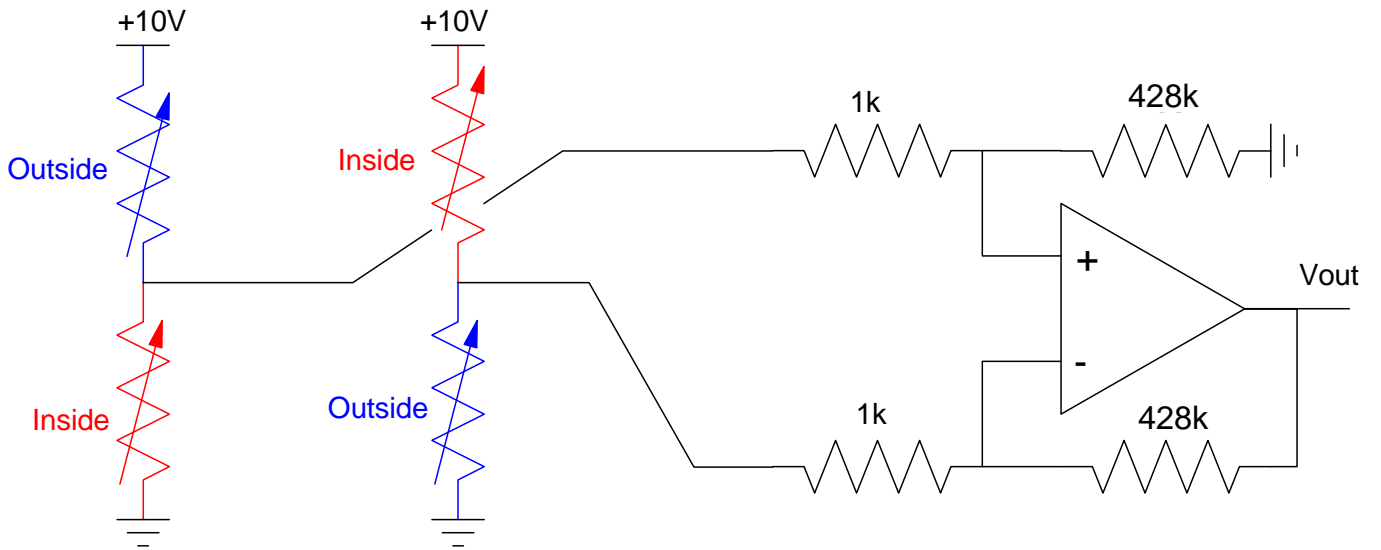 +10V
+10V
1k
428k
Outside
Inside
+
Vout
-
Inside
Outside
1k
428k